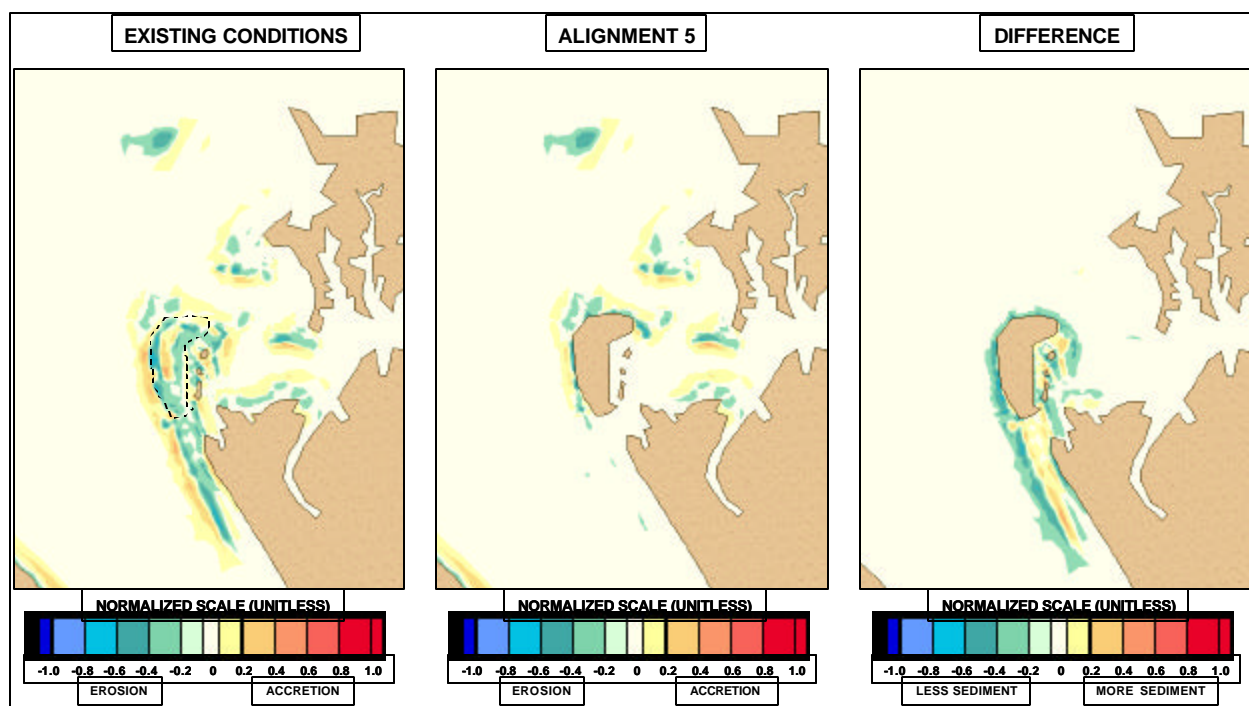 EXISTING CONDITIONS
ALIGNMENT 5
DIFFERENCE
NORMALIZED SCALE (UNITLESS)
-1.0 -0.8 -0.6 -0.4 -0.2 0 0.2 0.4 0.6 0.8 1.0
EROSION ACCRETION
NORMALIZED SCALE (UNITLESS)
-1.0 -0.8 -0.6 -0.4 -0.2 0 0.2 0.4 0.6 0.8 1.0
EROSION ACCRETION
NORMALIZED SCALE (UNITLESS)
-1.0 -0.8 -0.6 -0.4 -0.2 0 0.2 0.4 0.6 0.8 1.0
LESS SEDIMENT MORE SEDIMENT